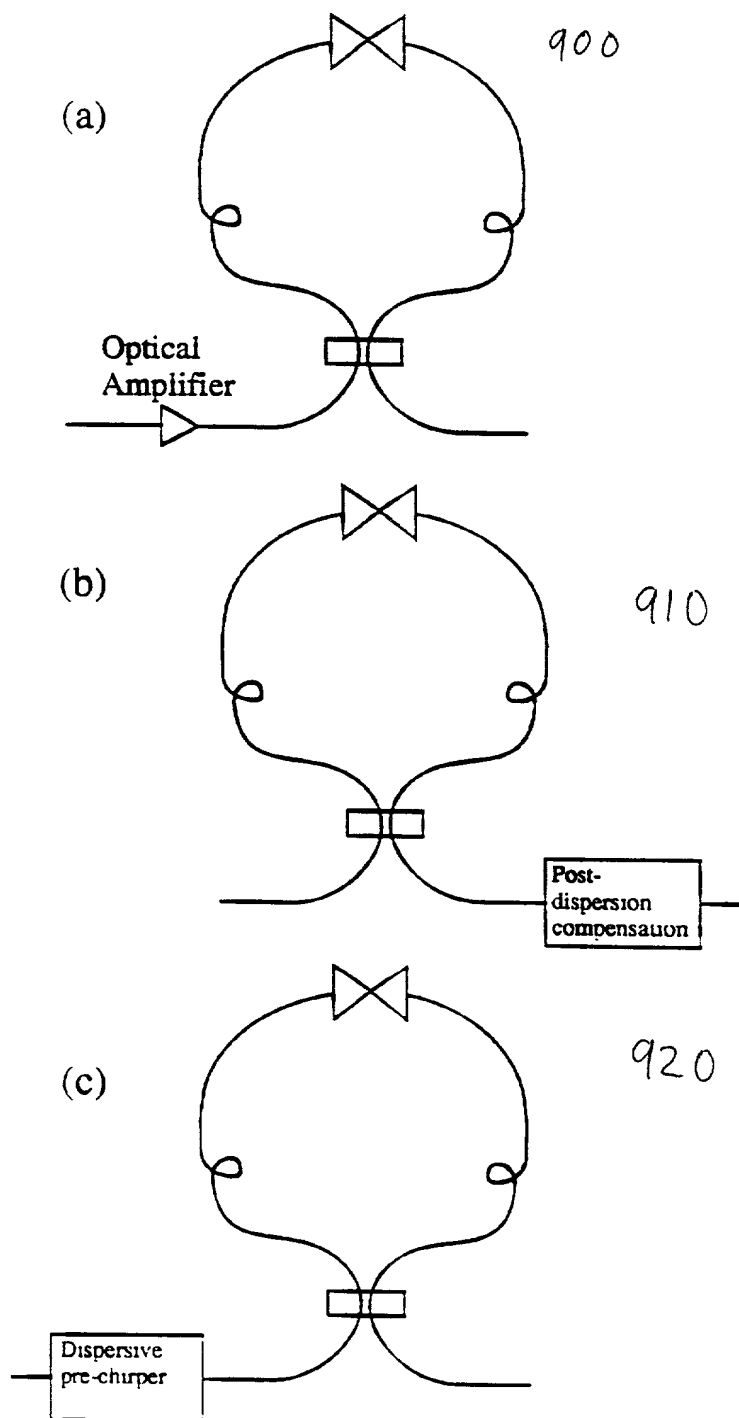 900
(a)
Optical
Amplifier
(b)
910
Post-
dispersion
compensation
(c)
920
Dispersive
pre-chirper